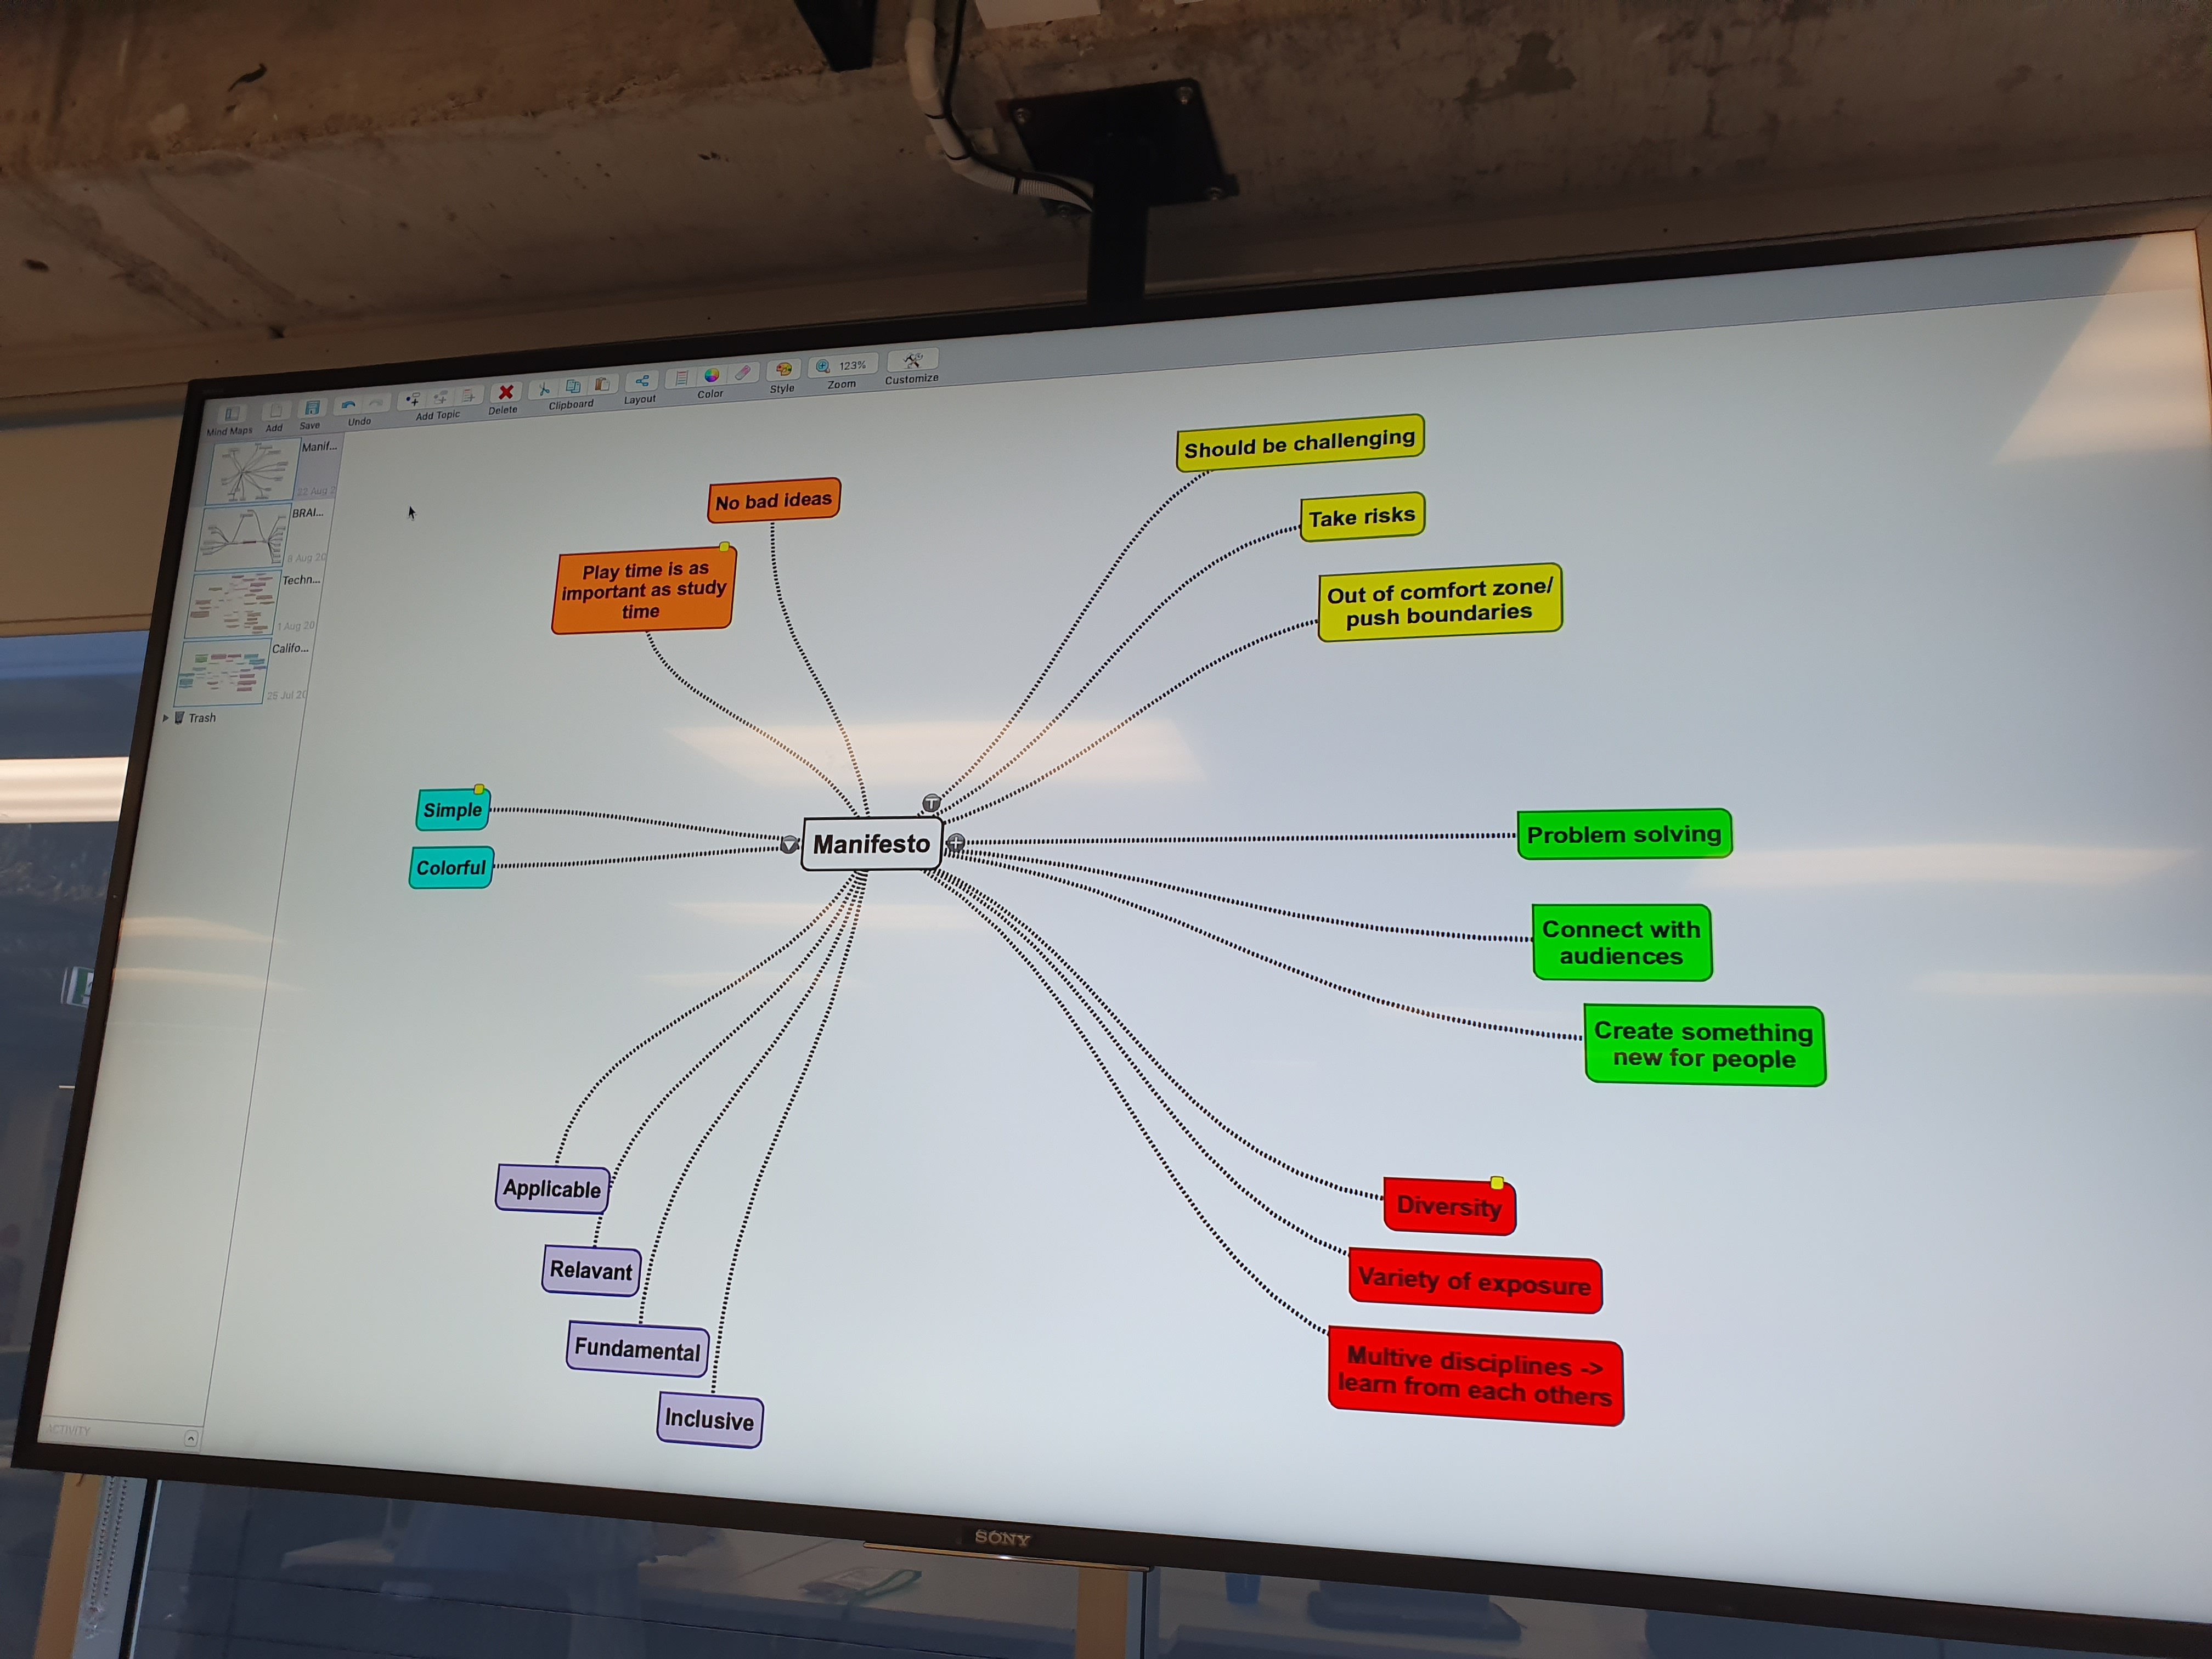 Mind Maps
Add
Save
Undo
Add Topic
Delete
Clipboard
Layout
Color
Style
123%
Zoom
Customize
Manif...
22 Aug 2
BRAI...
8 Aug 20
Techn...
1 Aug 20
Califo...
25 Jul 20
Trash
ACTIVITY
No bad ideas
Play time is as
important as study
time
Should be challenging
Take risks
Out of comfort zone/
push boundaries
Simple
Colorful
Manifesto
Problem solving
Connect with
audiences
Create something
new for people
Applicable
Relavant
Fundamental
Inclusive
Diversity
Variety of exposure
Multive disciplines ->
learn from each others
SONY